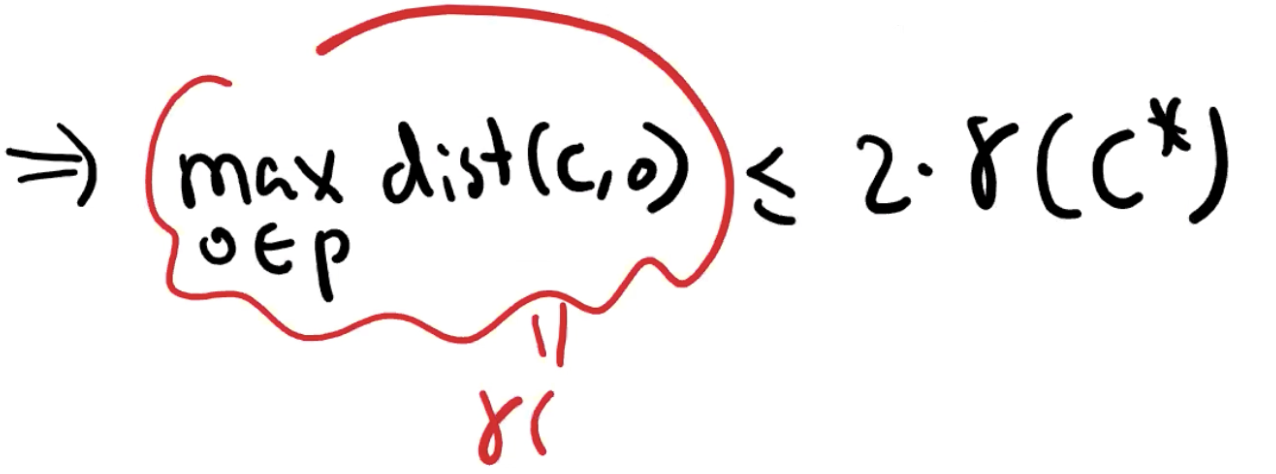 ⇒ max dist(C,o) ≤ 2·γ(C*)
o∈p
||
γ(